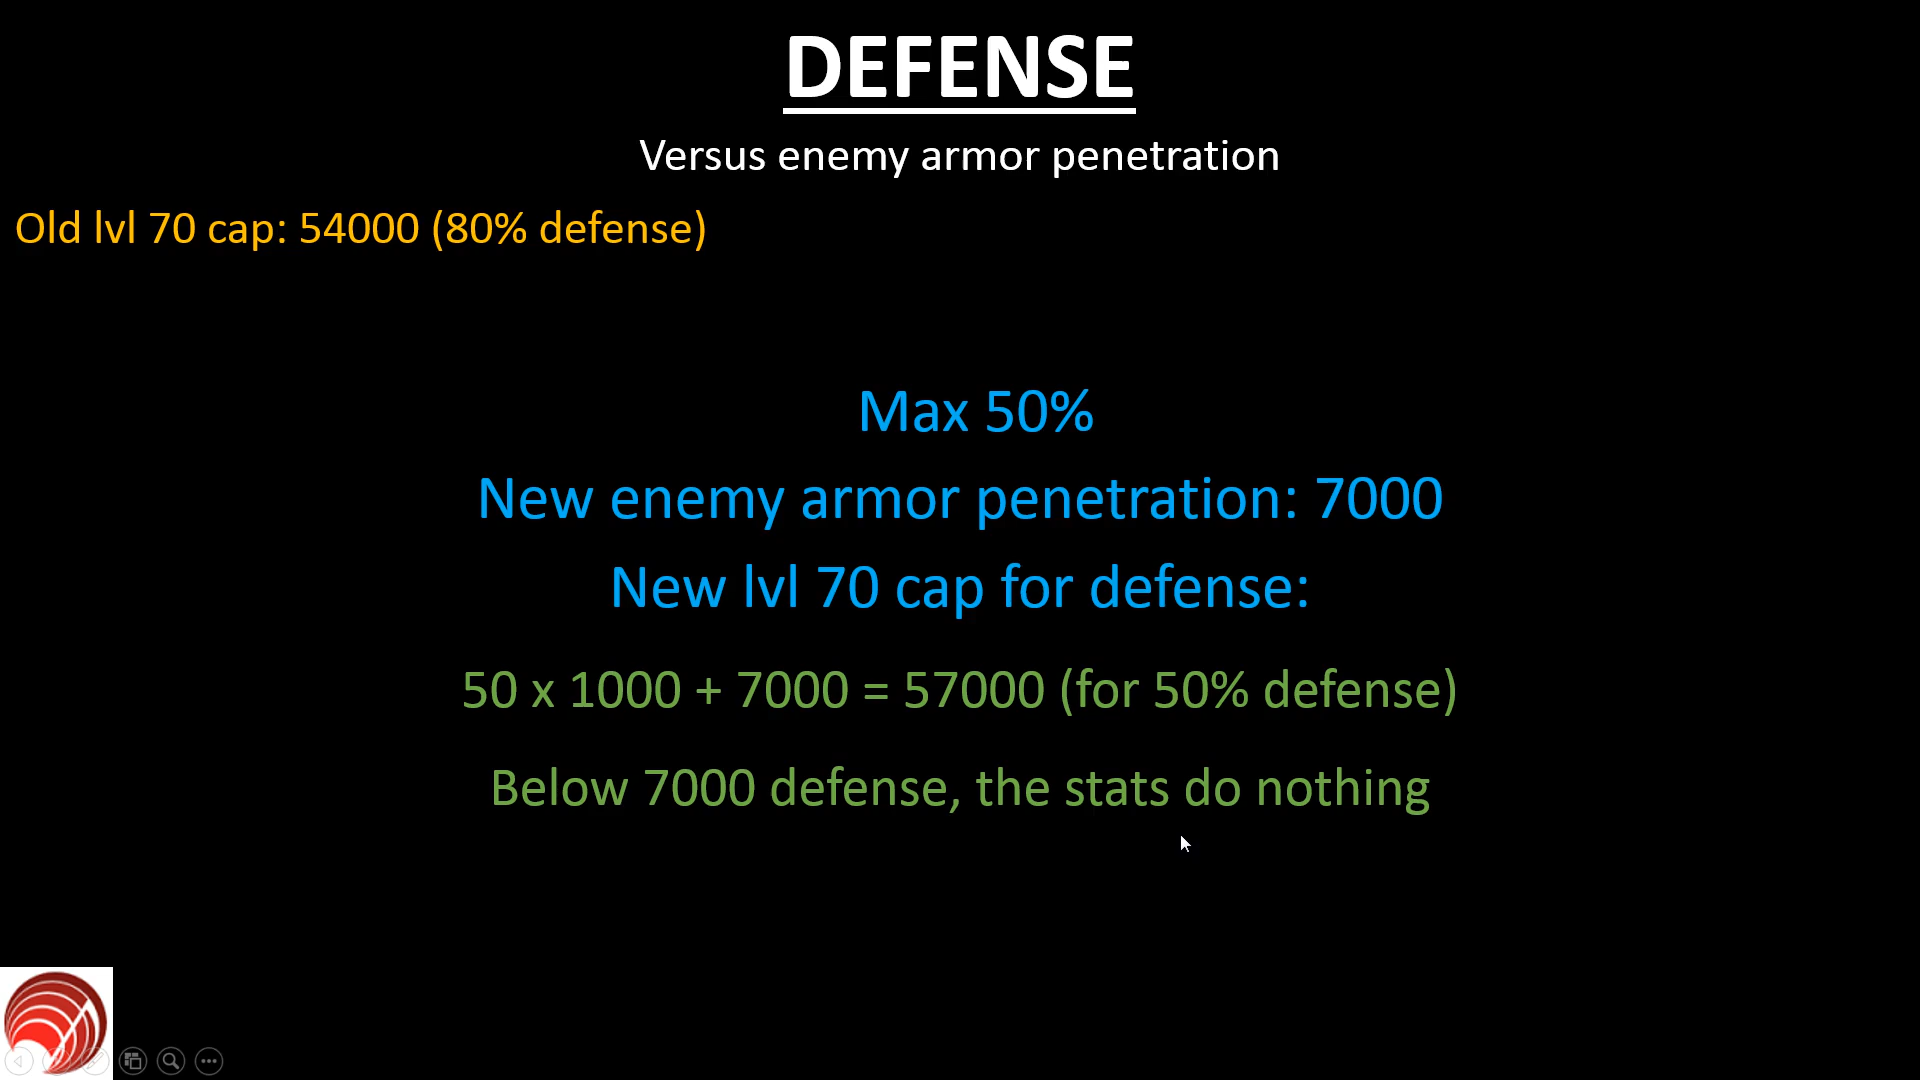 DEFENSE
Versus enemy armor penetration
Old lvl 70 cap: 54000 (80% defense)
Max 50%
New enemy armor penetration: 7000
New lvl 70 cap for defense:
50 x 1000 + 7000 = 57000 (for 50% defense)
Below 7000 defense, the stats do nothing